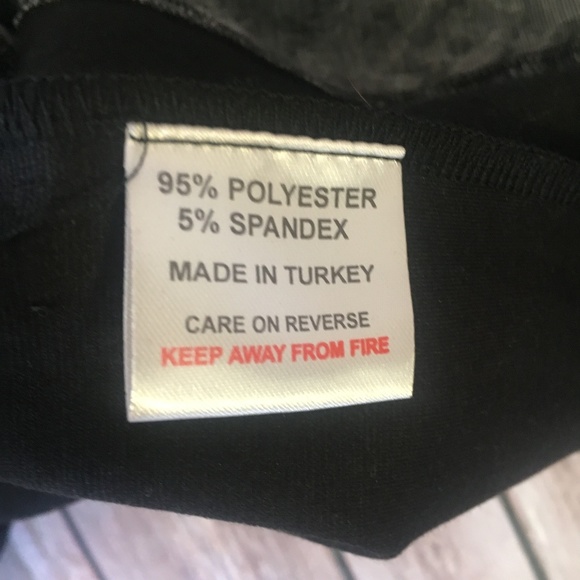 95% POLYESTER
5% SPANDEX
MADE IN TURKEY
CARE ON REVERSE
KEEP AWAY FROM FIRE